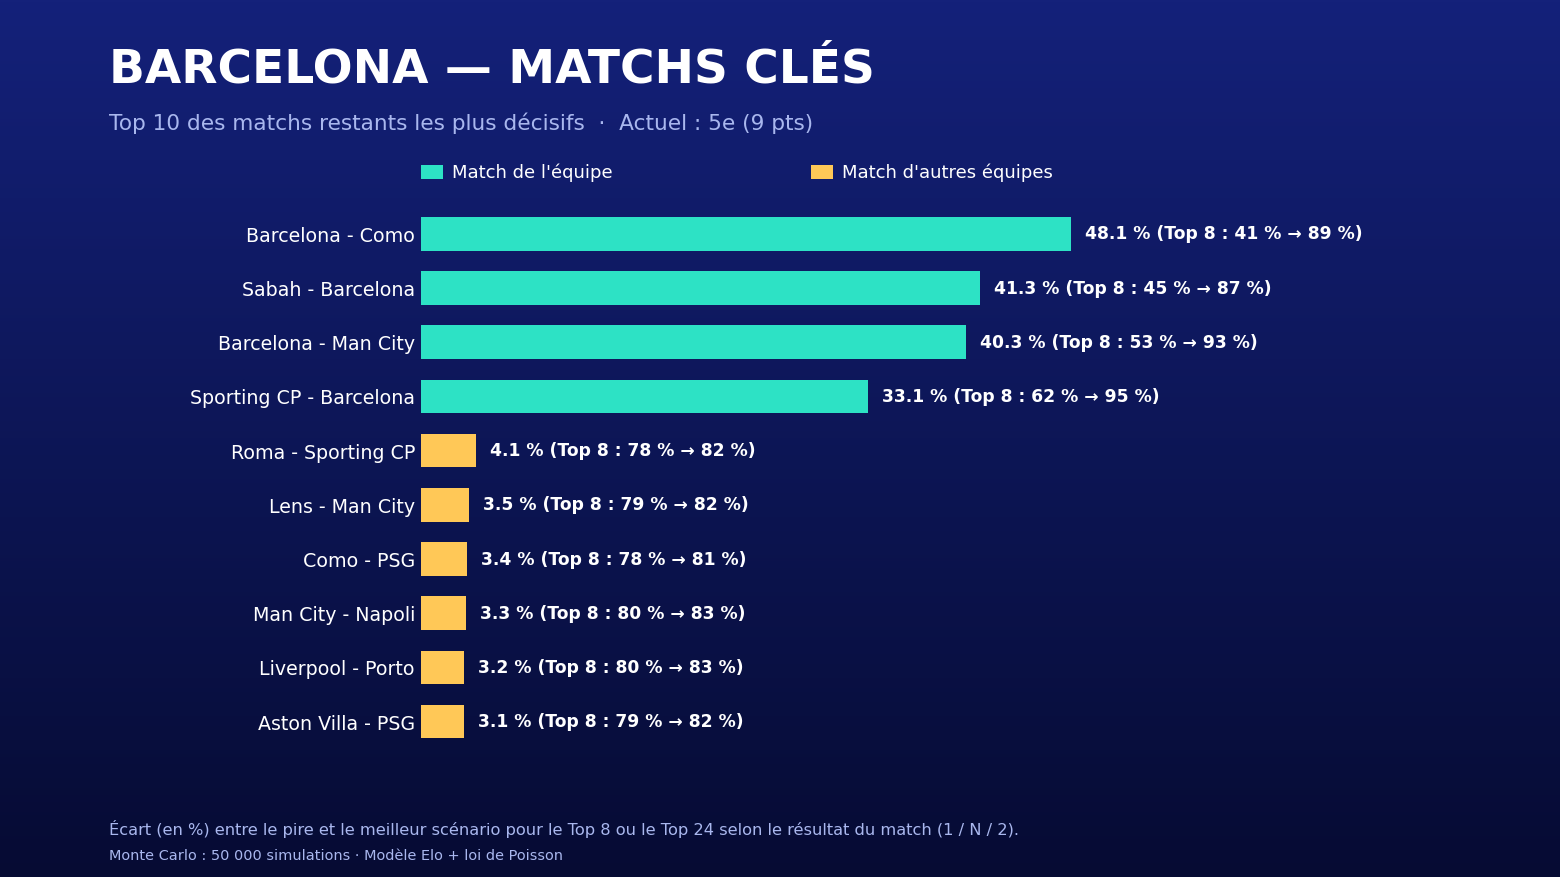 BARCELONA — MATCHS CLÉS
Top 10 des matchs restants les plus décisifs · Actuel : 5e (9 pts)
Match de l'équipe
Match d'autres équipes
Barcelona - Como 48.1 % (Top 8 : 41 % → 89 %)
Sabah - Barcelona 41.3 % (Top 8 : 45 % → 87 %)
Barcelona - Man City 40.3 % (Top 8 : 53 % → 93 %)
Sporting CP - Barcelona 33.1 % (Top 8 : 62 % → 95 %)
Roma - Sporting CP 4.1 % (Top 8 : 78 % → 82 %)
Lens - Man City 3.5 % (Top 8 : 79 % → 82 %)
Como - PSG 3.4 % (Top 8 : 78 % → 81 %)
Man City - Napoli 3.3 % (Top 8 : 80 % → 83 %)
Liverpool - Porto 3.2 % (Top 8 : 80 % → 83 %)
Aston Villa - PSG 3.1 % (Top 8 : 79 % → 82 %)
Écart (en %) entre le pire et le meilleur scénario pour le Top 8 ou le Top 24 selon le résultat du match (1 / N / 2).
Monte Carlo : 50 000 simulations · Modèle Elo + loi de Poisson